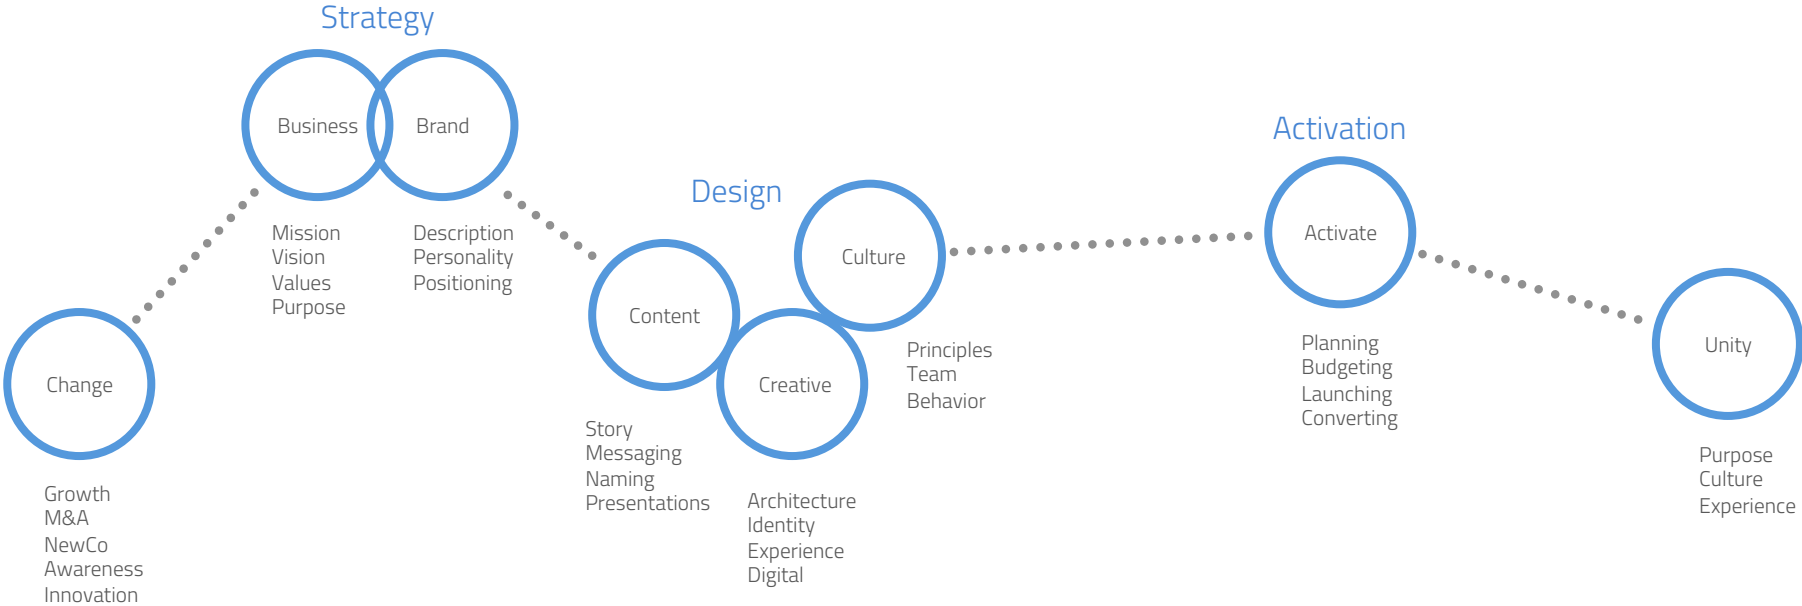 Strategy
Business
Brand
Mission
Vision
Values
Purpose
Description
Personality
Positioning
Change
Growth
M&A
NewCo
Awareness
Innovation
Design
Content
Story
Messaging
Naming
Presentations
Creative
Architecture
Identity
Experience
Digital
Culture
Principles
Team
Behavior
Activation
Activate
Planning
Budgeting
Launching
Converting
Unity
Purpose
Culture
Experience